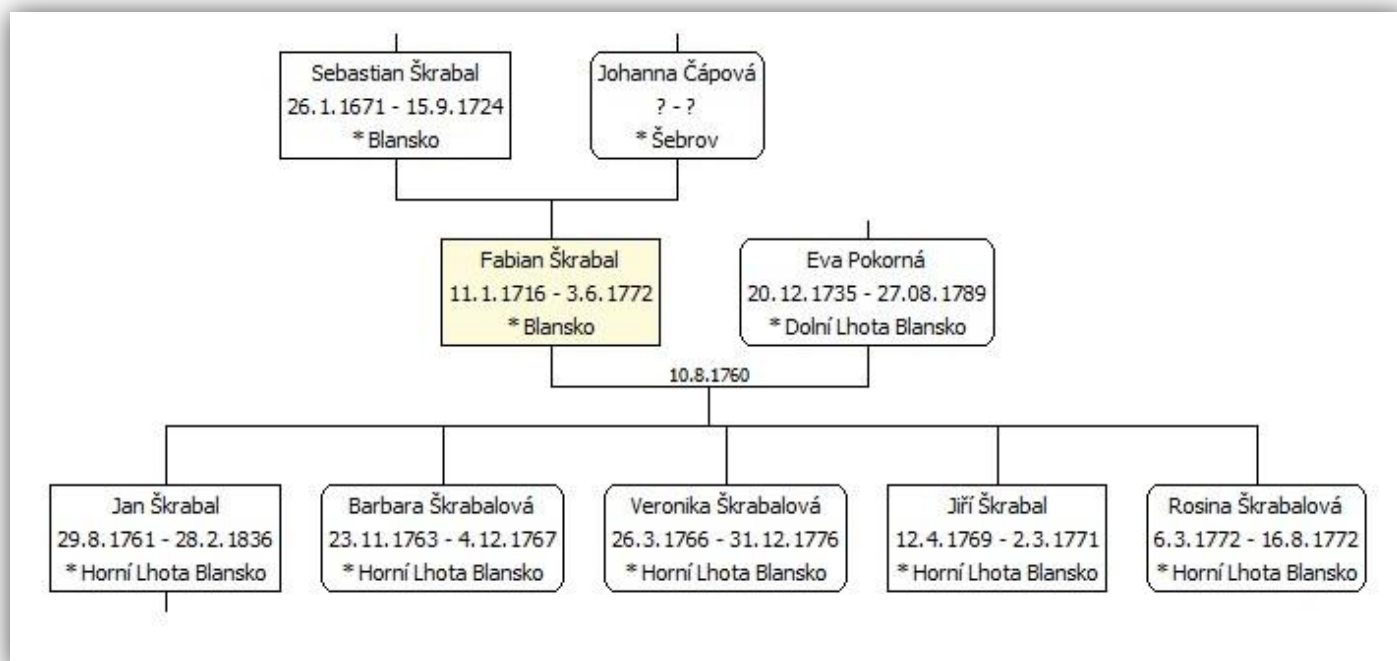 Sebastian Škrabal
26.1.1671 - 15.9.1724
* Blansko
Johanna Čápová
? - ?
* Šebrov
Fabian Škrabal
11.1.1716 - 3.6.1772
* Blansko
Eva Pokorná
20.12.1735 - 27.08.1789
* Dolní Lhota Blansko
10.8.1760
Jan Škrabal
29.8.1761 - 28.2.1836
* Horní Lhota Blansko
Barbara Škrabalová
23.11.1763 - 4.12.1767
* Horní Lhota Blansko
Veronika Škrabalová
26.3.1766 - 31.12.1776
* Horní Lhota Blansko
Jiří Škrabal
12.4.1769 - 2.3.1771
* Horní Lhota Blansko
Rosina Škrabalová
6.3.1772 - 16.8.1772
* Horní Lhota Blansko